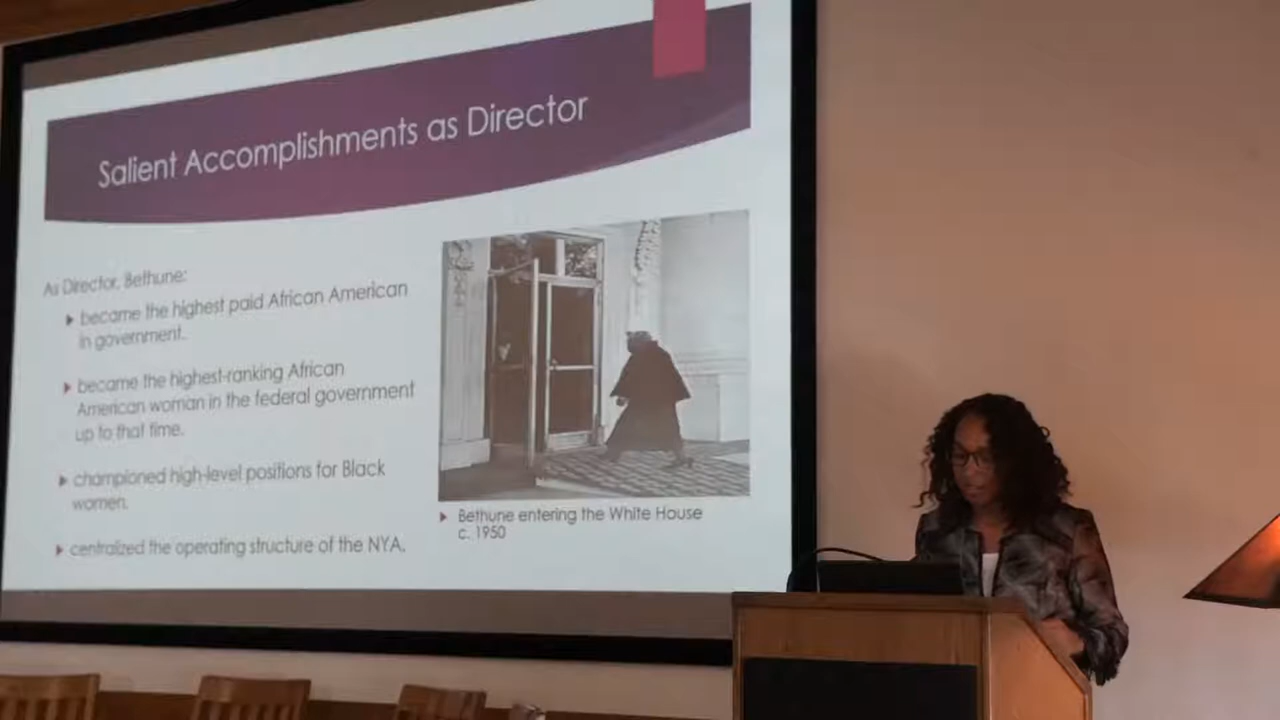 Salient Accomplishments as Director
As Director, Bethune:
became the highest paid African American
in government.
became the highest-ranking African
American woman in the federal government
up to that time.
championed high-level positions for Black
women.
centralized the operating structure of the NYA.
Bethune entering the White House
c. 1950